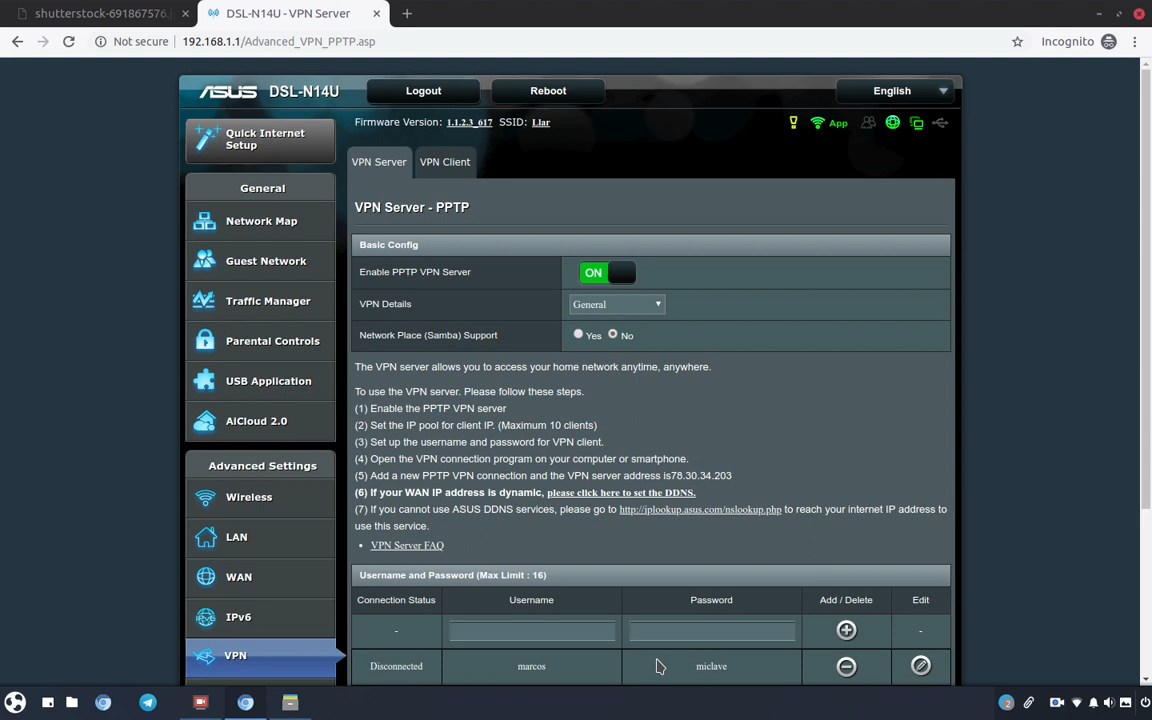 shutterstock-691867576.j
DSL-N14U - VPN Server
Not secure
192.168.1.1/Advanced_VPN_PPTP.asp
Incognito
ASUS DSL-N14U
Logout
Reboot
English
Quick Internet
Setup
Firmware Version: 1.1.2.3_617 SSID: Llar
App
General
Network Map
Guest Network
Traffic Manager
Parental Controls
USB Application
AiCloud 2.0
Advanced Settings
Wireless
LAN
WAN
IPv6
VPN
VPN Server
VPN Client
VPN Server - PPTP
Basic Config
Enable PPTP VPN Server
ON
VPN Details
General
Network Place (Samba) Support
Yes No
The VPN server allows you to access your home network anytime, anywhere.
To use the VPN server. Please follow these steps.
(1) Enable the PPTP VPN server
(2) Set the IP pool for client IP. (Maximum 10 clients)
(3) Set up the username and password for VPN client.
(4) Open the VPN connection program on your computer or smartphone.
(5) Add a new PPTP VPN connection and the VPN server address is78.30.34.203
(6) If your WAN IP address is dynamic, please click here to set the DDNS.
(7) If you cannot use ASUS DDNS services, please go to http://iplookup.asus.com/nslookup.php to reach your internet IP address to
use this service.
VPN Server FAQ
Username and Password (Max Limit : 16)
Connection Status Username Password Add / Delete Edit
- -
Disconnected marcos miclave
2